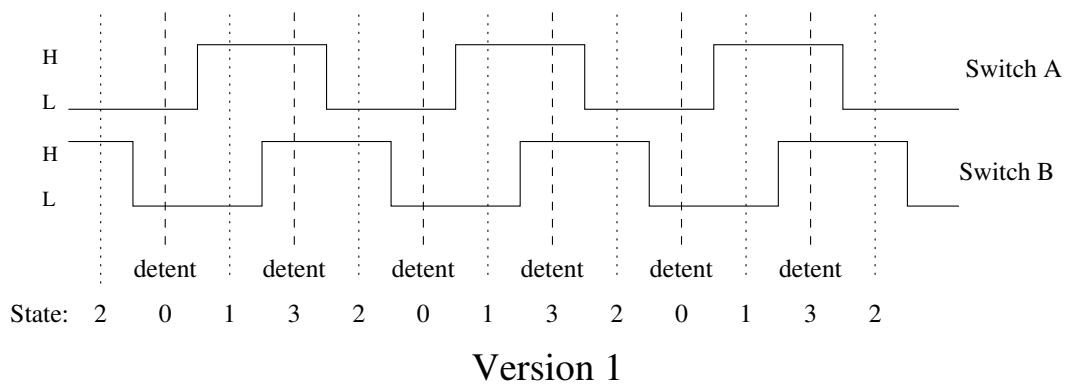 H
Switch A
L
H
Switch B
L
detent detent detent detent detent detent
State: 2 0 1 3 2 0 1 3 2 0 1 3 2
Version 1